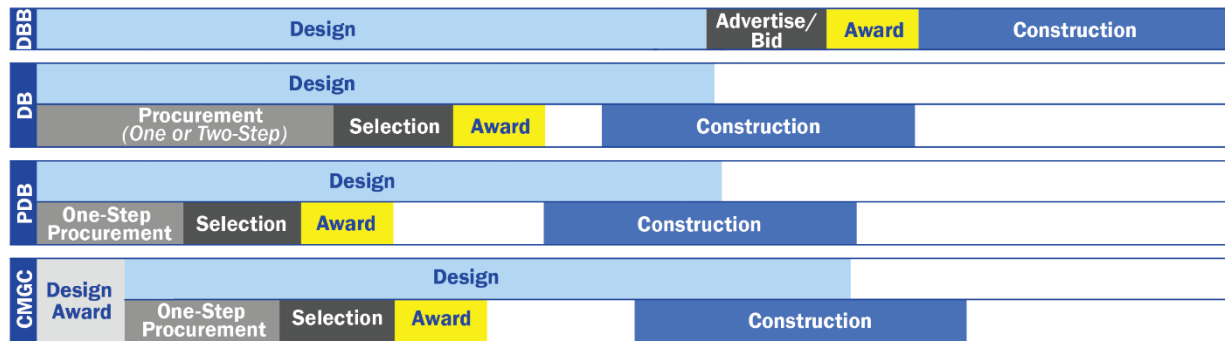 DBB
Design
Advertise/
Bid
Award
Construction
DB
Design
Procurement
(One or Two-Step)
Selection
Award
Construction
PDB
Design
One-Step
Procurement
Selection
Award
Construction
CMGC
Design
Award
Design
One-Step
Procurement
Selection
Award
Construction